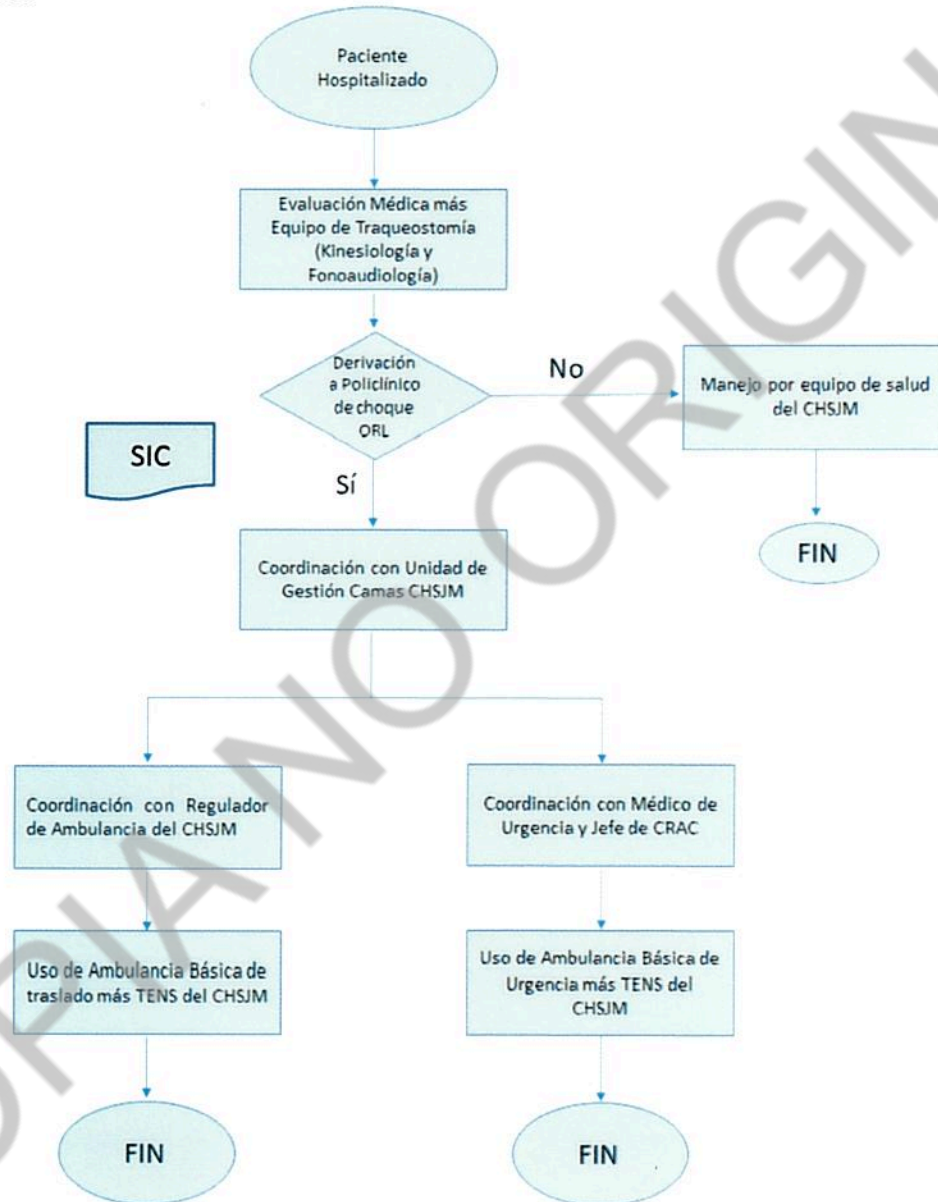 Paciente
Hospitalizado
Evaluación Médica más
Equipo de Traqueostomía
(Kinesiología y
Fonoaudiología)
Derivación
a Policlínico
de choque
ORL
No
Manejo por equipo de salud
del CHSJM
FIN
SIC
Sí
Coordinación con Unidad de
Gestión Camas CHSJM
Coordinación con Regulador
de Ambulancia del CHSJM
Coordinación con Médico de
Urgencia y Jefe de CRAC
Uso de Ambulancia Básica de
traslado más TENS del CHSJM
Uso de Ambulancia Básica de
Urgencia más TENS del
CHSJM
FIN
FIN
OPIA NO ORIGIN